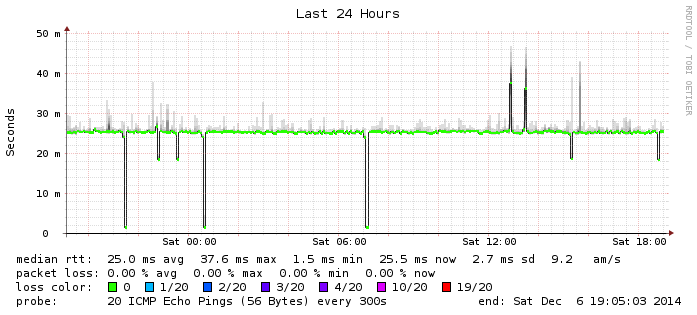 Last 24 Hours
RRDTOOL / TOBI OETIKER
50 m
40 m
30 m
20 m
10 m
0
Seconds
Sat 00:00 Sat 06:00 Sat 12:00 Sat 18:00
median rtt: 25.0 ms avg 37.6 ms max 1.5 ms min 25.5 ms now 2.7 ms sd 9.2 am/s
packet loss: 0.00 % avg 0.00 % max 0.00 % min 0.00 % now
loss color: 0 1/20 2/20 3/20 4/20 10/20 19/20
probe: 20 ICMP Echo Pings (56 Bytes) every 300s end: Sat Dec 6 19:05:03 2014